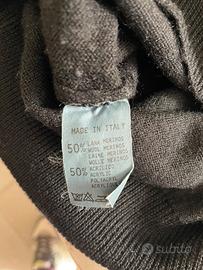 MADE IN ITALY
50% LANA MERINOS
WOOL MERINOS
LAINE MERINOS
WOLLE MERINOS
50% ACRILICO
ACRYLIC
POLYACRYL
ACRYLIQUE
subito